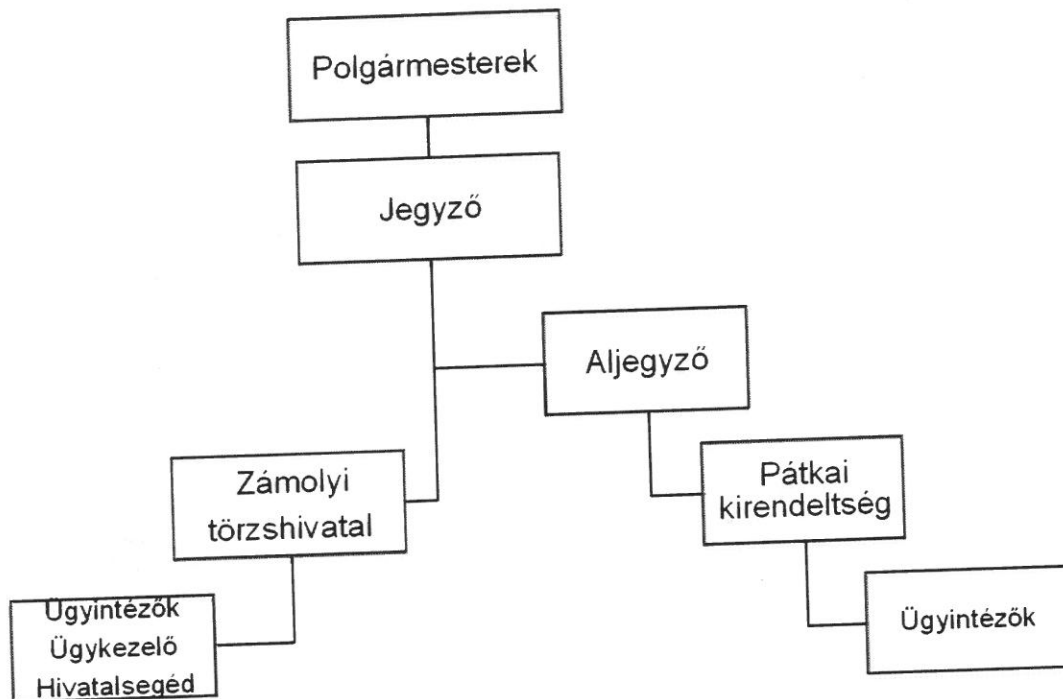 Polgármesterek
Jegyző
Aljegyző
Zámolyi
törzshivatal
Pátkai
kirendeltség
Ügyintézők
Ügykezelő
Hivatalsegéd
Ügyintézők